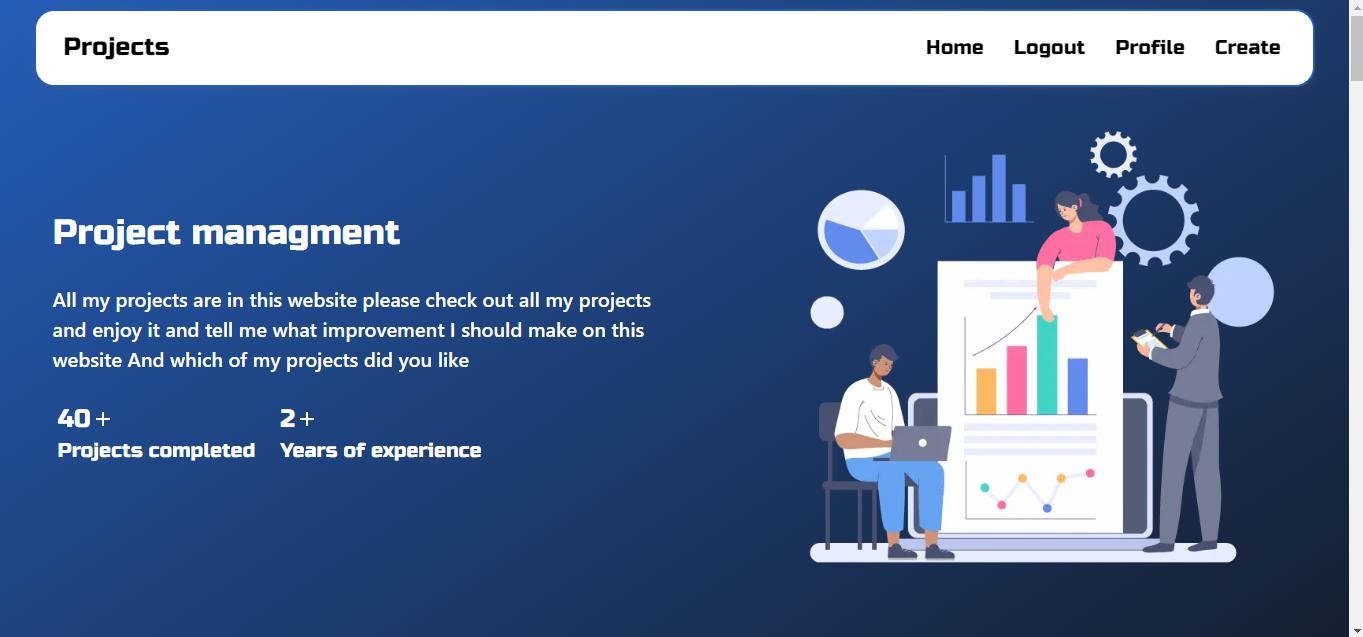 Projects
Home Logout Profile Create
Project managment
All my projects are in this website please check out all my projects
and enjoy it and tell me what improvement I should make on this
website And which of my projects did you like
40+ 2+
Projects completed Years of experience